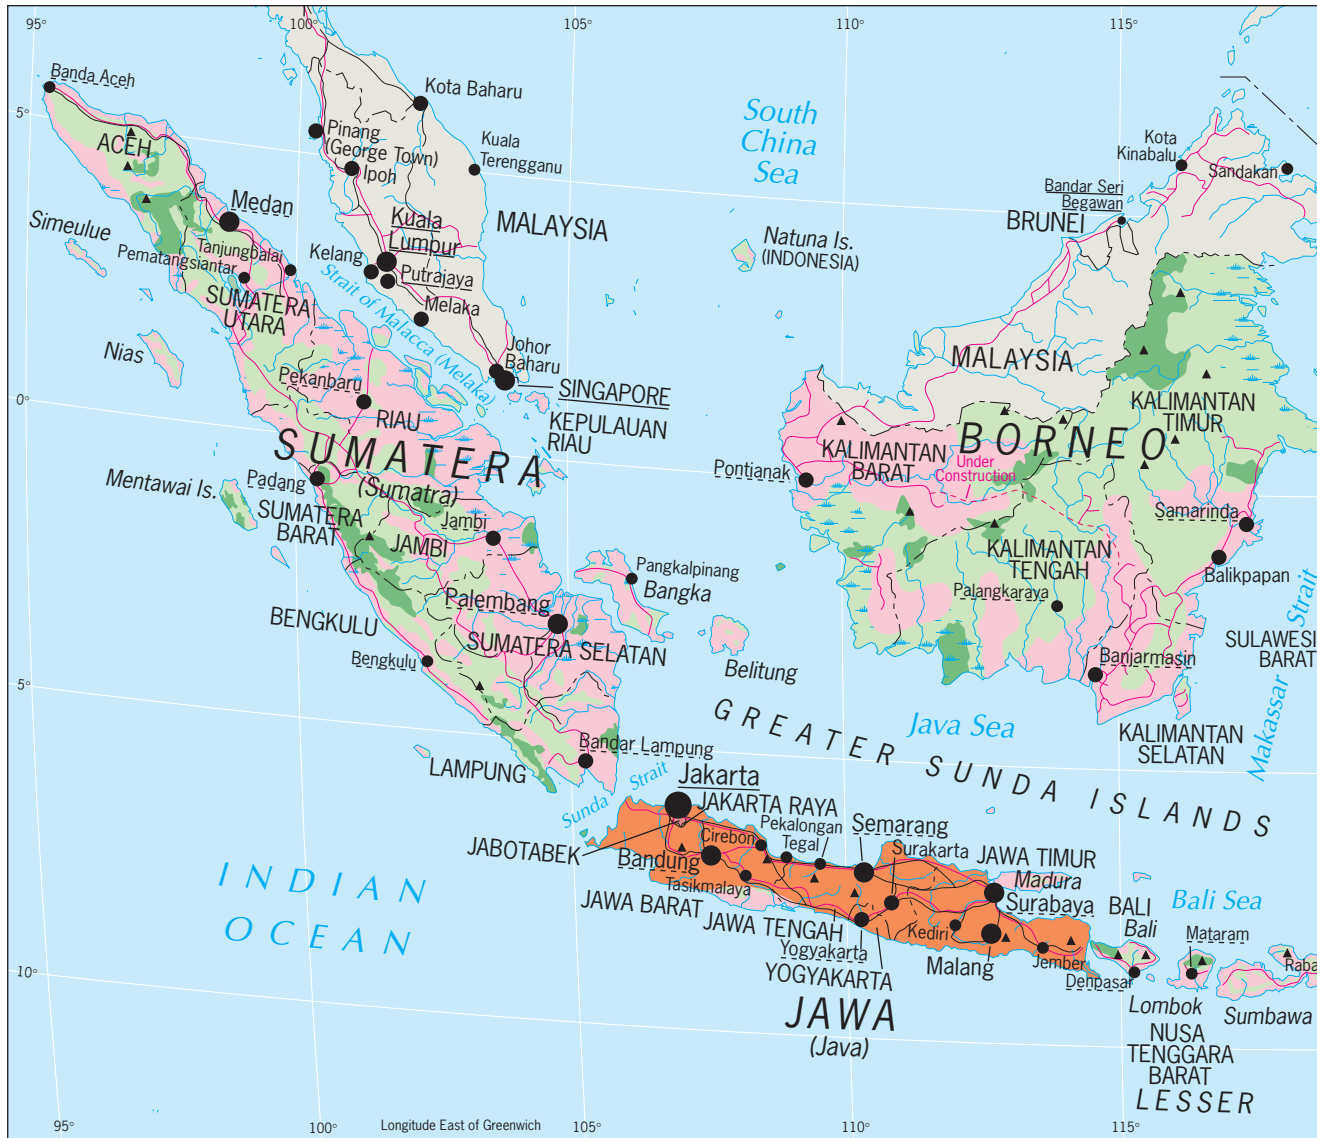 95°
100°
105°
110°
115°
Banda Aceh
5°
ACEH
Kota Baharu
Pinang
(George Town)
Ipoh
Kuala
Terengganu
South
China
Sea
Kota
Kinabalu
Sandakan
Bandar Seri
Begawan
BRUNEI
Medan
Simeulue
Tanjungbalai
Pematangsiantar
SUMATERA
UTARA
Kuala
Lumpur
MALAYSIA
Kelang
Putrajaya
Melaka
Strait of Malacca (Melaka)
Natuna Is.
(INDONESIA)
Nias
Johor
Baharu
SINGAPORE
KEPULAUAN
RIAU
MALAYSIA
Pekanbaru
RIAU
0°
SUMATERA
(Sumatra)
KALIMANTAN
TIMUR
BORNEO
KALIMANTAN
BARAT
Under
Construction
Pontianak
Mentawai Is.
Padang
SUMATERA
BARAT
Jambi
JAMBI
Samarinda
KALIMANTAN
TENGAH
Balikpapan
Pangkalpinang
Bangka
Palangkaraya
Palembang
SUMATERA SELATAN
BENGKULU
Bengkulu
Belitung
Banjarmasin
SULAWESI
BARAT
Makassar Strait
5°
GREATER SUNDA ISLANDS
Java Sea
KALIMANTAN
SELATAN
Bandar Lampung
LAMPUNG
Sunda Strait
Jakarta
JAKARTA RAYA
JABOTABEK
Cirebon
Pekalongan
Tegal
Semarang
Surakarta
JAWA TIMUR
Madura
Surabaya
Bandung
Tasikmalaya
JAWA BARAT
JAWA TENGAH
Yogyakarta
YOGYAKARTA
Kediri
Malang
Jember
BALI
Bali
Bali Sea
Mataram
Denpasar
Raba
INDIAN
OCEAN
10°
JAWA
(Java)
Lombok
Sumbawa
NUSA
TENGGARA
BARAT
LESSER
95°
100°
Longitude East of Greenwich
105°
110°
115°